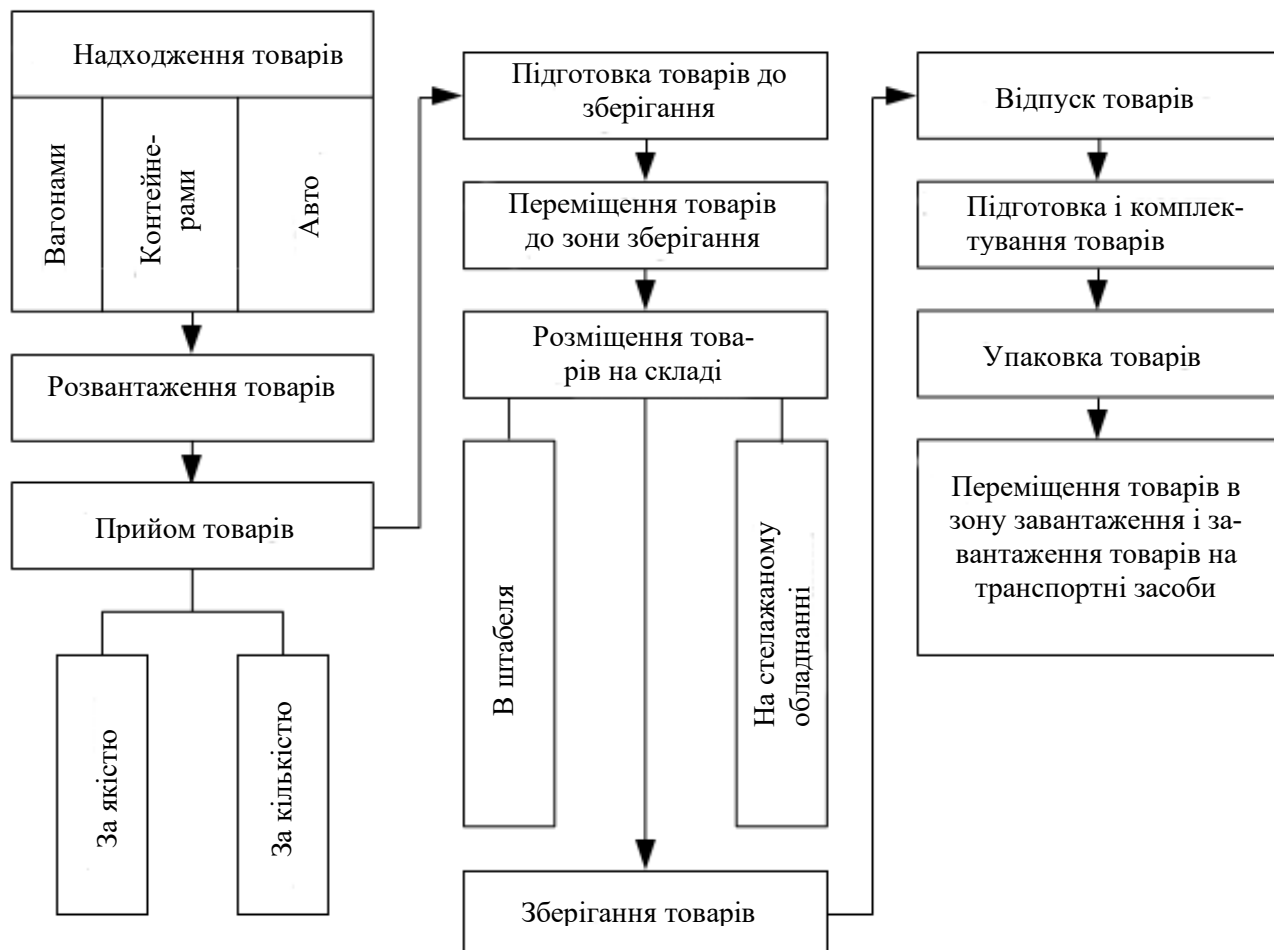 Надходження товарів
Вагонами
Контейне-
рами
Авто
Розвантаження товарів
Прийом товарів
За якістю
За кількістю
Підготовка товарів до
зберігання
Переміщення товарів
до зони зберігання
Розміщення това-
рів на складі
В штабеля
На стелажаному
обладнанні
Зберігання товарів
Відпуск товарів
Підготовка і комплек-
тування товарів
Упаковка товарів
Переміщення товарів в
зону завантаження і за-
вантаження товарів на
транспортні засоби